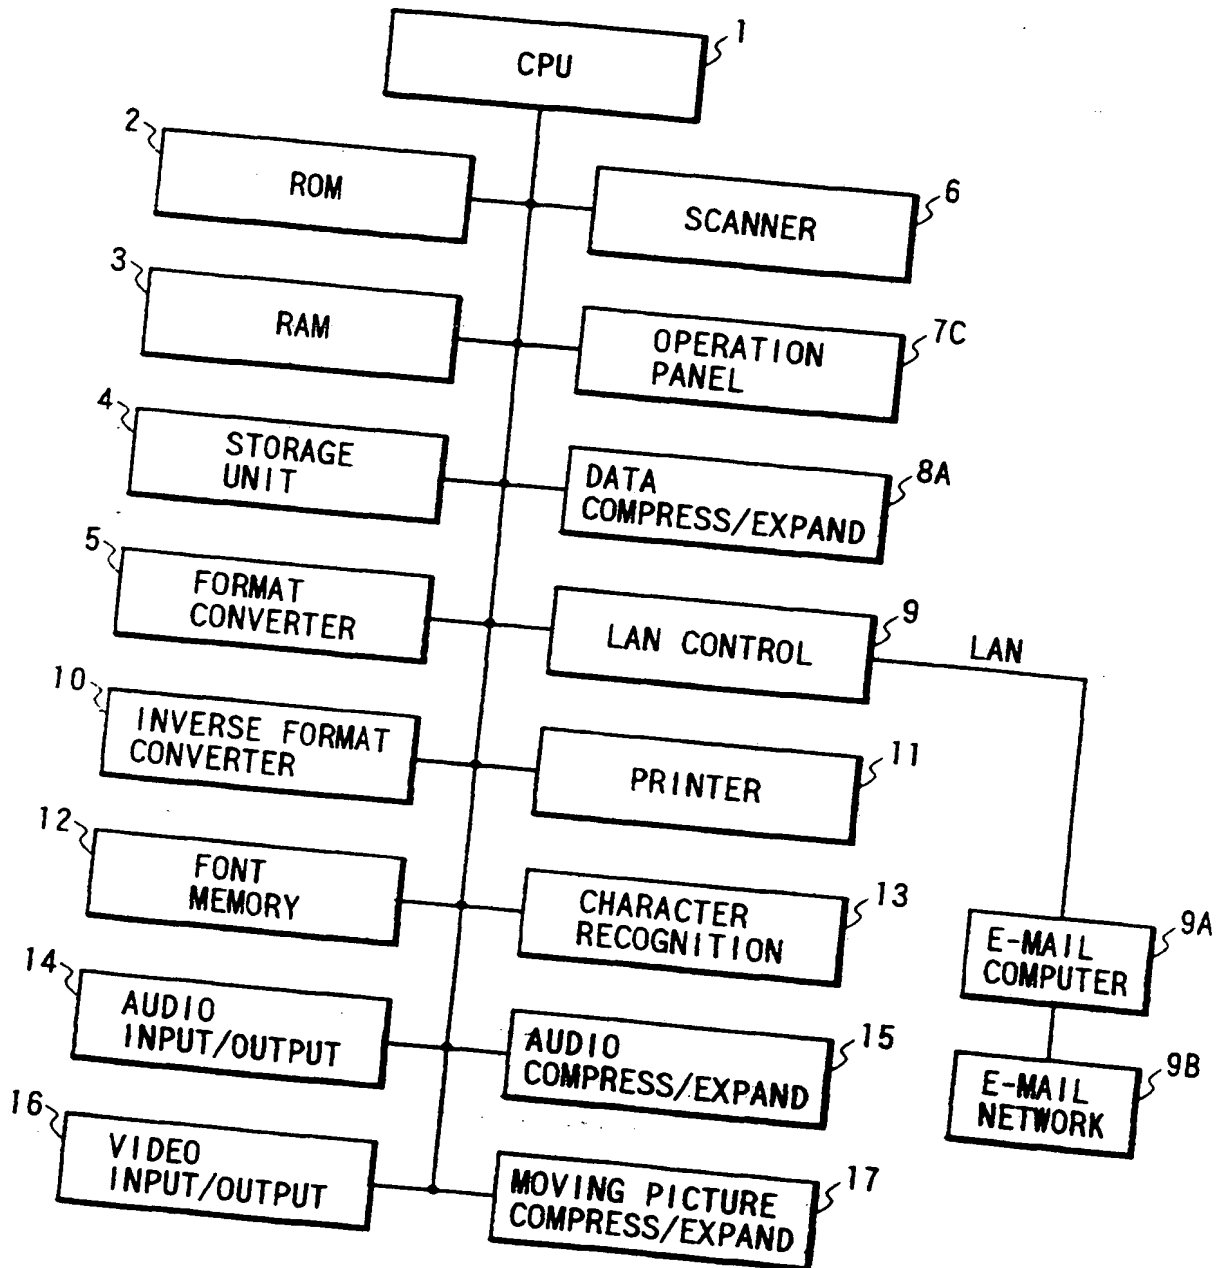 1
CPU
2
ROM
6
SCANNER
3
RAM
7C
OPERATION
PANEL
4
STORAGE
UNIT
8A
DATA
COMPRESS/EXPAND
5
FORMAT
CONVERTER
9
LAN CONTROL
LAN
10
INVERSE FORMAT
CONVERTER
11
PRINTER
12
FONT
MEMORY
13
CHARACTER
RECOGNITION
9A
E-MAIL
COMPUTER
14
AUDIO
INPUT/OUTPUT
15
AUDIO
COMPRESS/EXPAND
9B
E-MAIL
NETWORK
16
VIDEO
INPUT/OUTPUT
17
MOVING PICTURE
COMPRESS/EXPAND